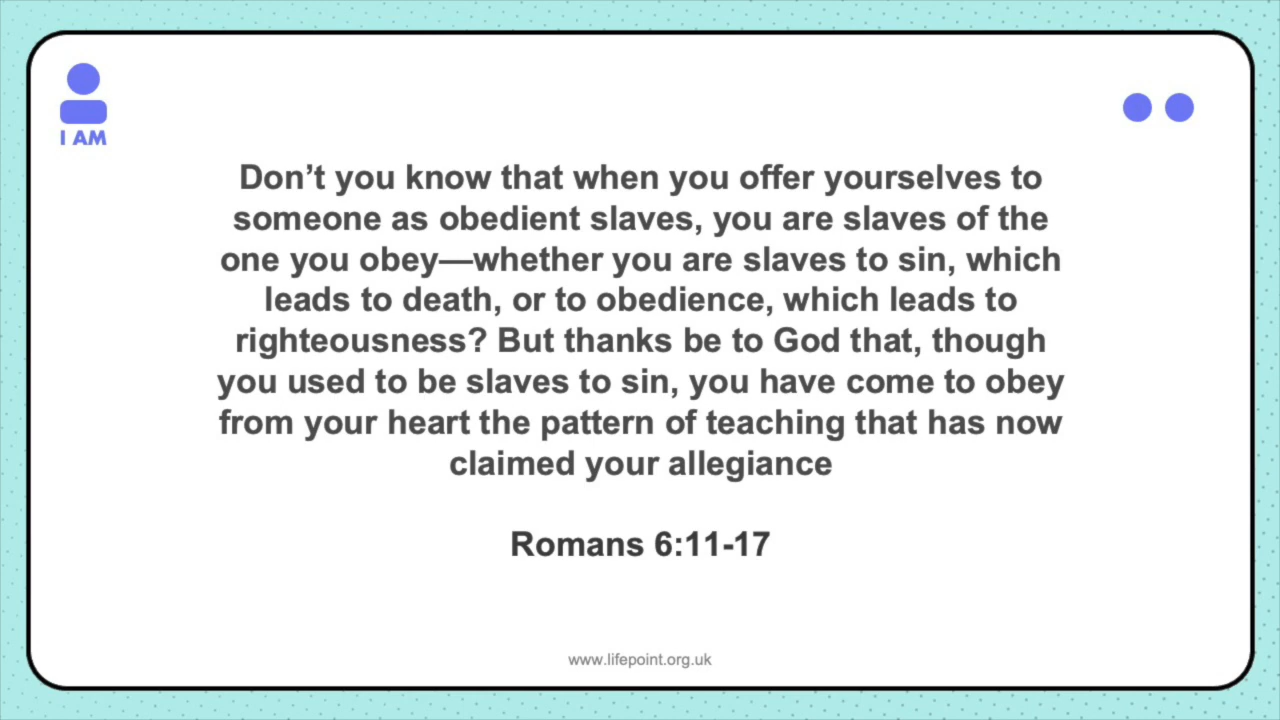 I AM
Don’t you know that when you offer yourselves to
someone as obedient slaves, you are slaves of the
one you obey—whether you are slaves to sin, which
leads to death, or to obedience, which leads to
righteousness? But thanks be to God that, though
you used to be slaves to sin, you have come to obey
from your heart the pattern of teaching that has now
claimed your allegiance
Romans 6:11-17
www.lifepoint.org.uk